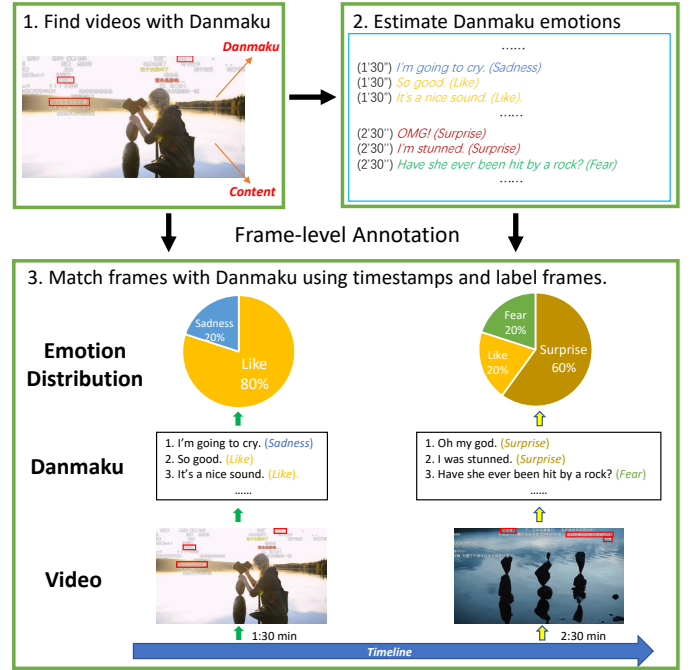 1. Find videos with Danmaku
Danmaku
Content
2. Estimate Danmaku emotions
......
(1'30") I'm going to cry. (Sadness)
(1'30") So good. (Like)
(1'30") It's a nice sound. (Like).
......
(2'30'') OMG! (Surprise)
(2'30'') I'm stunned. (Surprise)
(2'30'') Have she ever been hit by a rock? (Fear)
......
Frame-level Annotation
3. Match frames with Danmaku using timestamps and label frames.
Emotion
Distribution
Sadness
20%
Like
80%
Fear
20%
Like
20%
Surprise
60%
Danmaku
1. I'm going to cry. (Sadness)
2. So good. (Like)
3. It's a nice sound. (Like).
......
1. Oh my god. (Surprise)
2. I was stunned. (Surprise)
3. Have she ever been hit by a rock? (Fear)
......
Video
1:30 min
2:30 min
Timeline